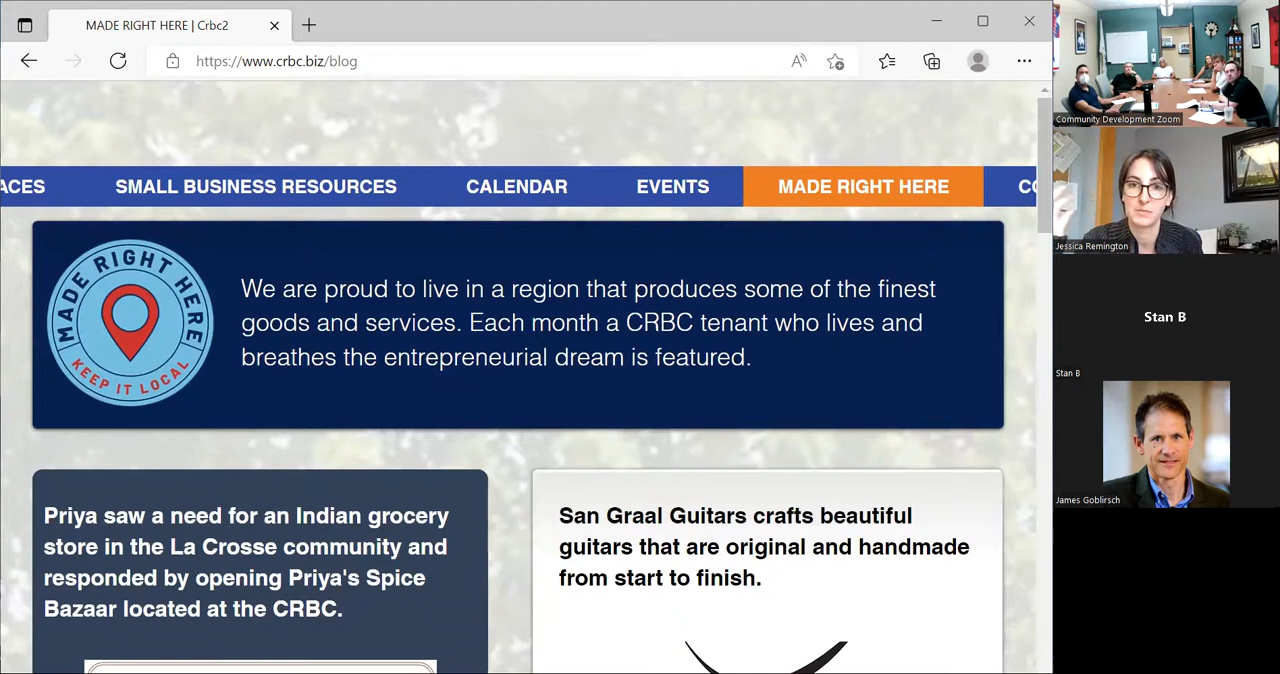 MADE RIGHT HERE | Crbc2
https://www.crbc.biz/blog
ACES
SMALL BUSINESS RESOURCES
CALENDAR
EVENTS
MADE RIGHT HERE
CO
MADE RIGHT HERE
KEEP IT LOCAL
We are proud to live in a region that produces some of the finest
goods and services. Each month a CRBC tenant who lives and
breathes the entrepreneurial dream is featured.
Priya saw a need for an Indian grocery
store in the La Crosse community and
responded by opening Priya's Spice
Bazaar located at the CRBC.
San Graal Guitars crafts beautiful
guitars that are original and handmade
from start to finish.
Community Development Zoom
Jessica Remington
Stan B
Stan B
James Goblirsch